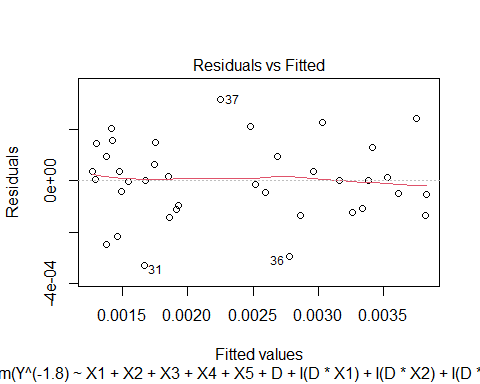 Residuals vs Fitted
Residuals
0e+00
-4e-04
37
31
36
0.0015 0.0020 0.0025 0.0030 0.0035
Fitted values
m(Y^(-1.8) ~ X1 + X2 + X3 + X4 + X5 + D + I(D * X1) + I(D * X2) + I(D *